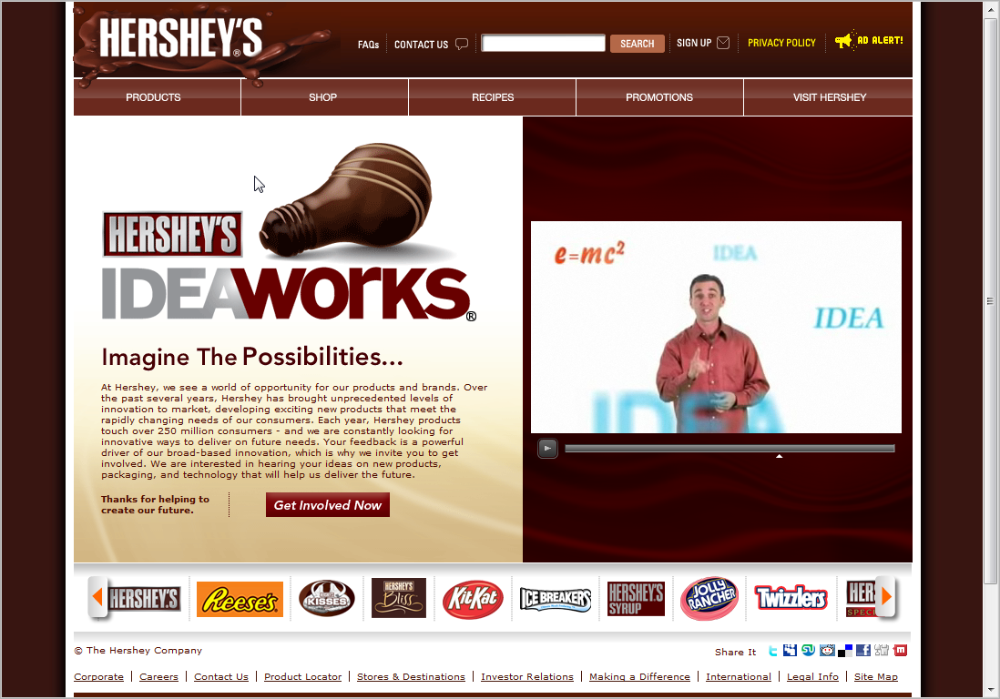 HERSHEY'S®
FAQs
CONTACT US
SEARCH
SIGN UP
PRIVACY POLICY
AD ALERT!
PRODUCTS
SHOP
RECIPES
PROMOTIONS
VISIT HERSHEY
HERSHEY'S
IDEAWORKS®
Imagine The Possibilities...
At Hershey, we see a world of opportunity for our products and brands. Over
the past several years, Hershey has brought unprecedented levels of
innovation to market, developing exciting new products that meet the
rapidly changing needs of our consumers. Each year, Hershey products
touch over 250 million consumers - and we are constantly looking for
innovative ways to deliver on future needs. Your feedback is a powerful
driver of our broad-based innovation, which is why we invite you to get
involved. We are interested in hearing your ideas on new products,
packaging, and technology that will help us deliver the future.
Thanks for helping to
create our future.
Get Involved Now
e=mc²
IDEA
IDEA
IDEA
HERSHEY'S
Reese's
KISSES
HERSHEY'S
Bliss
KitKat
ICE BREAKERS
HERSHEY'S
SYRUP
JOLLY
RANCHER
Twizzlers
HERS
SPEC
© The Hershey Company
Share It
Corporate | Careers | Contact Us | Product Locator | Stores & Destinations | Investor Relations | Making a Difference | International | Legal Info | Site Map